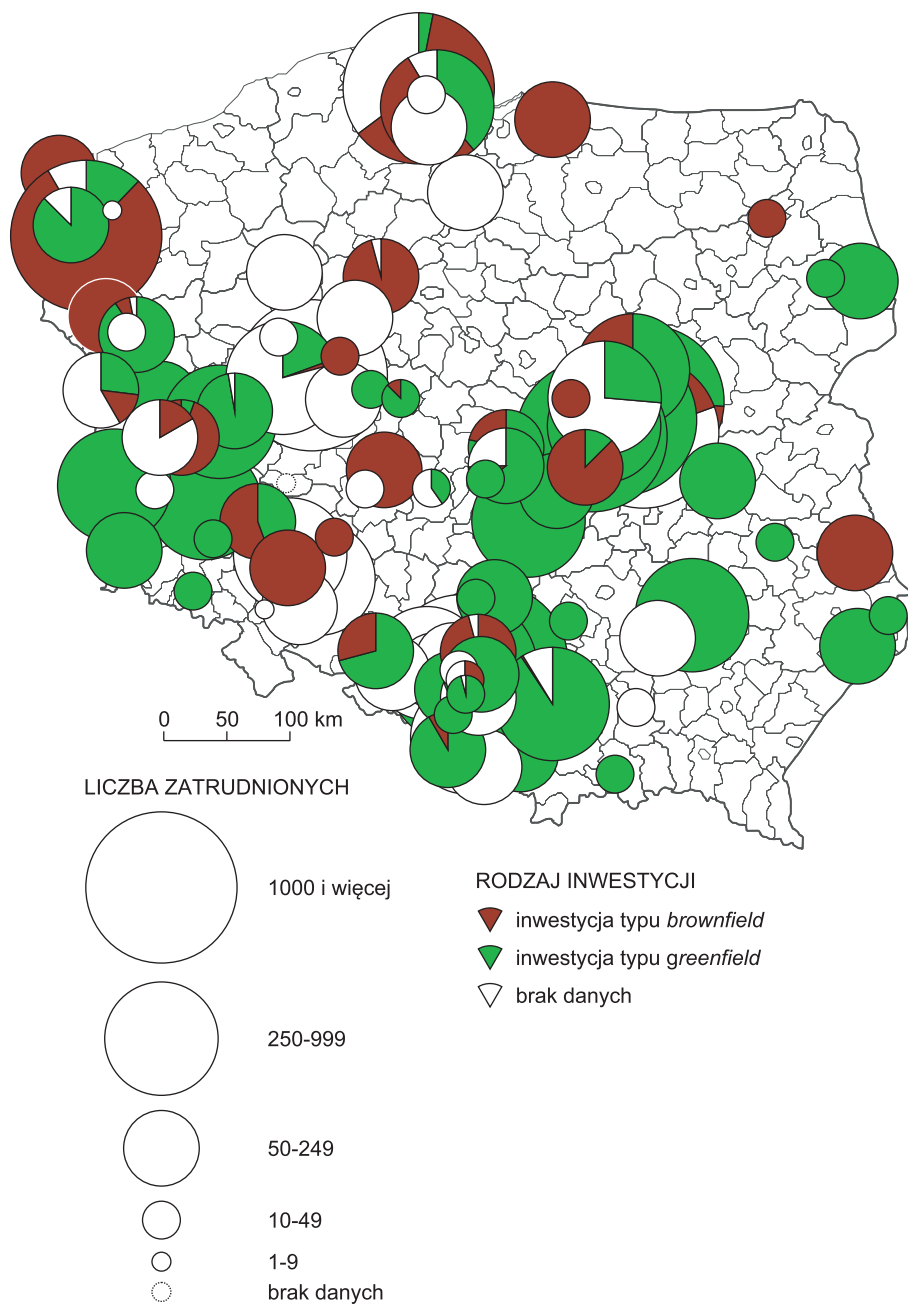 0 50 100 km
LICZBA ZATRUDNIONYCH
1000 i więcej
250-999
50-249
10-49
1-9
brak danych
RODZAJ INWESTYCJI
inwestycja typu brownfield
inwestycja typu greenfield
brak danych